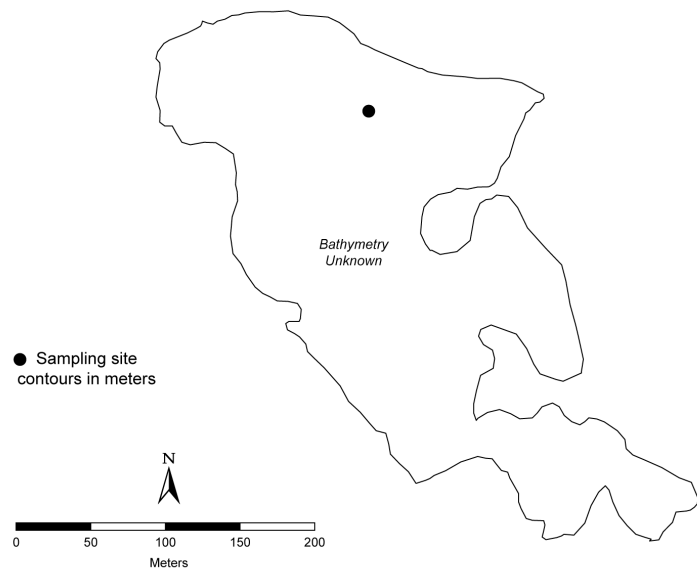 Bathymetry
Unknown
Sampling site
contours in meters
N
0 50 100 150 200
Meters